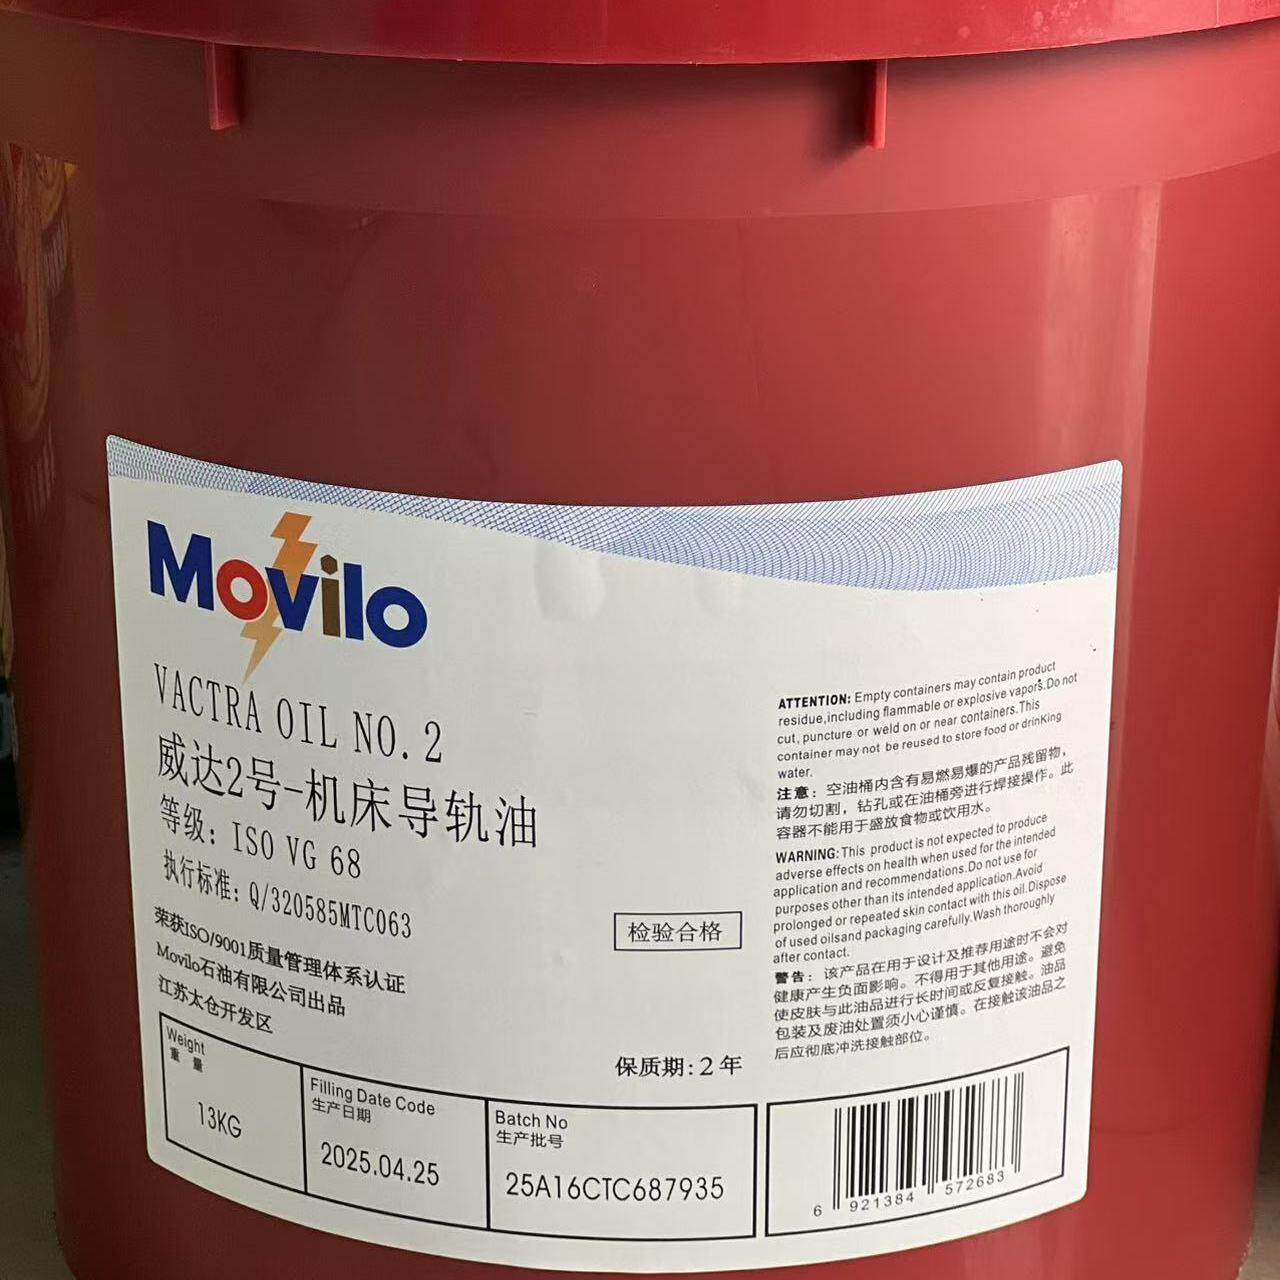 Movilo
VACTRA OIL NO.2
威达2号-机床导轨油
等级: ISO VG 68
执行标准: Q/320585MTC063
荣获ISO/9001质量管理体系认证
Movilo石油有限公司出品
江苏太仓开发区
检验合格
保质期: 2 年
ATTENTION: Empty containers may contain product
residue,including flammable or explosive vapors.Do not
cut, puncture or weld on or near containers.This
container may not be reused to store food or drinKing
water.
注意: 空油桶内含有易燃易爆的产品残留物,
请勿切割, 钻孔或在油桶旁进行焊接操作。此
容器不能用于盛放食物或饮用水。
WARNING: This product is not expected to produce
adverse effects on health when used for the intended
application and recommendations.Do not use for
purposes other than its intended application.Avoid
prolonged or repeated skin contact with this oil.Dispose
of used oilsand packaging carefully.Wash thoroughly
after contact.
警告: 该产品在用于设计及推荐用途时不会对
健康产生负面影响。不得用于其他用途。避免
使皮肤与此油品进行长时间或反复接触。油品
包装及废油处置须小心谨慎。在接触该油品之
后应彻底冲洗接触部位。
Weight
重 量
13KG
Filling Date Code
生产日期
2025.04.25
Batch No
生产批号
25A16CTC687935
6 921384 572683